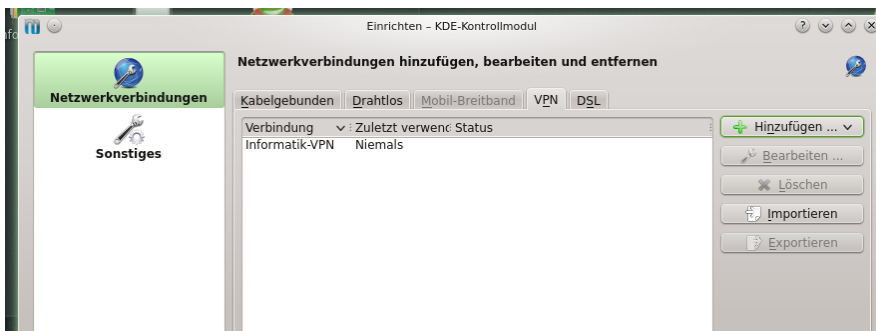 Einrichten – KDE-Kontrollmodul
Netzwerkverbindungen hinzufügen, bearbeiten und entfernen
Netzwerkverbindungen
Sonstiges
Kabelgebunden Drahtlos Mobil-Breitband VPN DSL
Verbindung Zuletzt verwend Status
Informatik-VPN Niemals
Hinzufügen ...
Bearbeiten ...
Löschen
Importieren
Exportieren